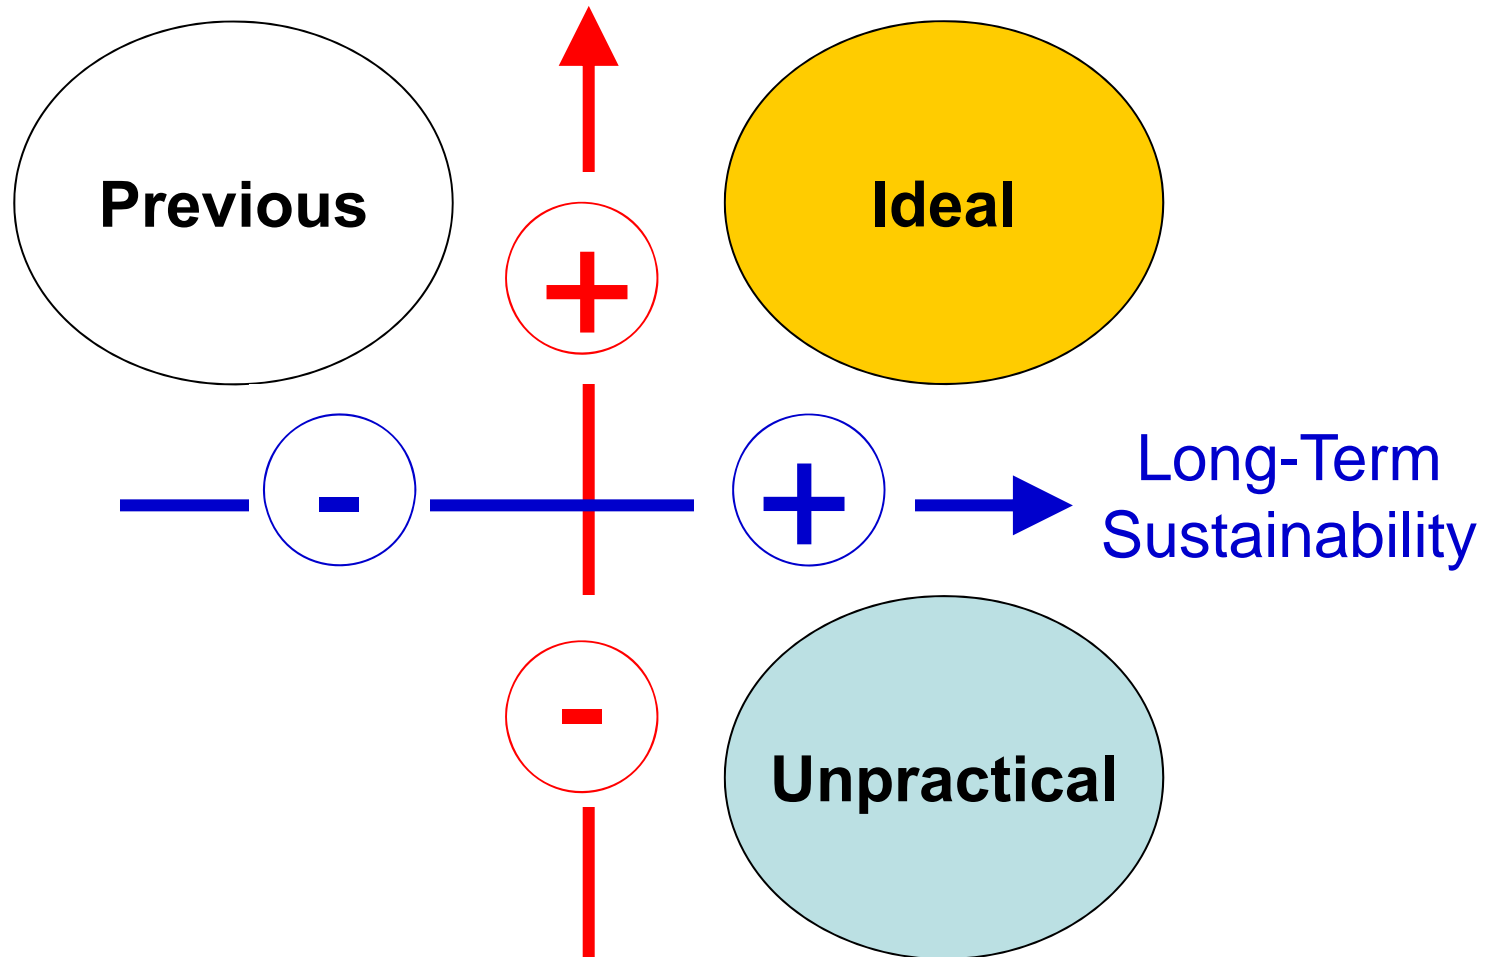 Previous
Ideal
+
-
+
Long-Term
Sustainability
-
Unpractical